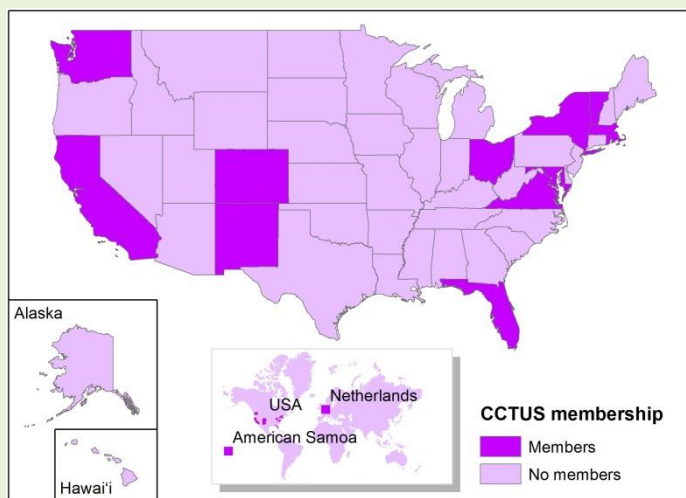 Alaska
Hawai‘i
USA
Netherlands
American Samoa
CCTUS membership
Members
No members